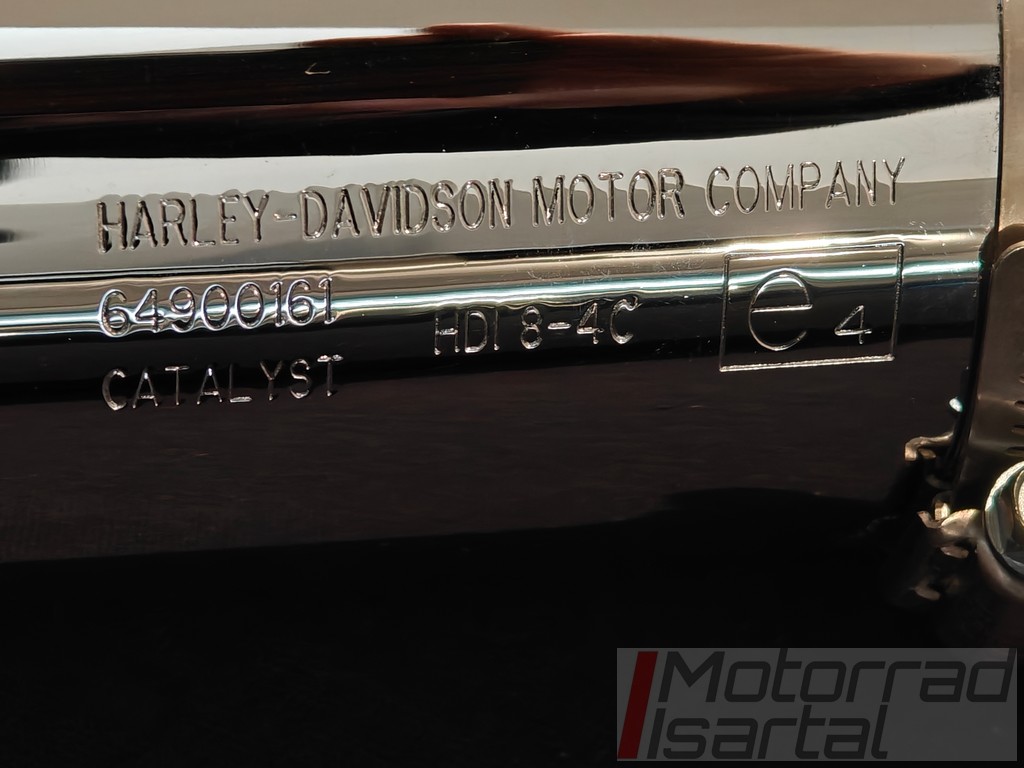 HARLEY-DAVIDSON MOTOR COMPANY
64900161 HDI 8-4C e 4
CATALYST
Motorrad
Isartal